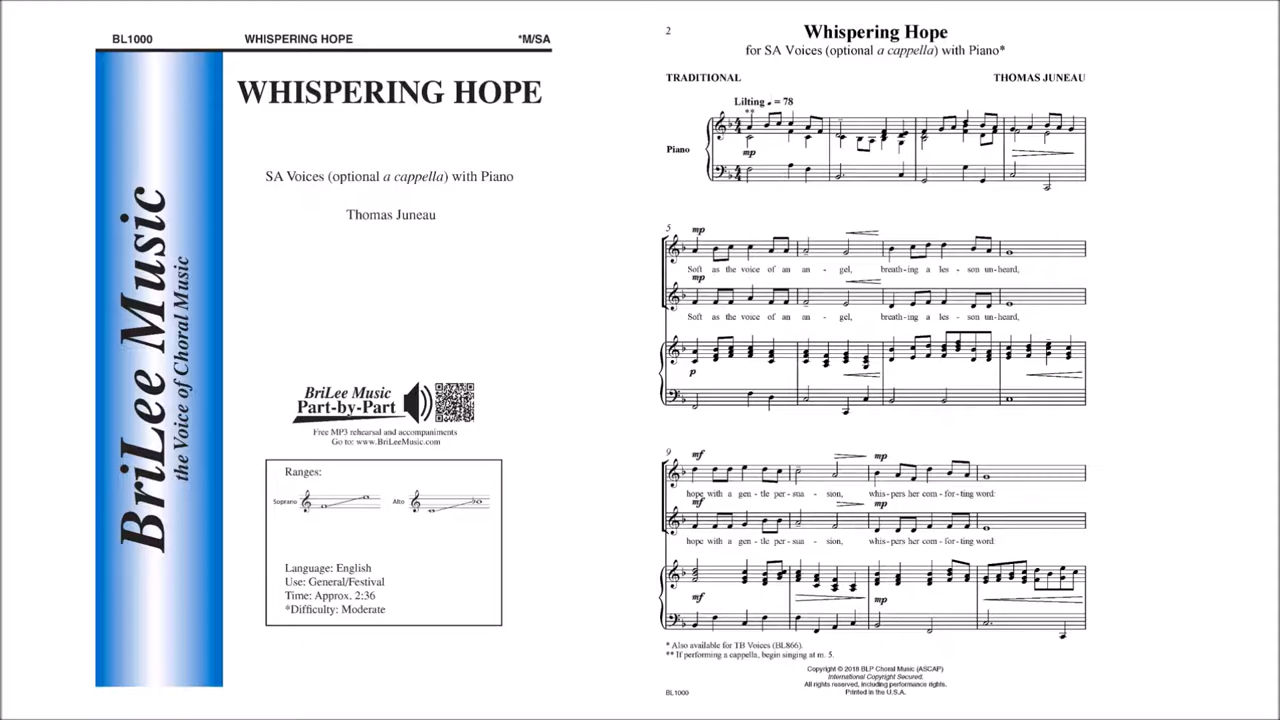 BL1000 WHISPERING HOPE *M/SA
WHISPERING HOPE
SA Voices (optional a cappella) with Piano
Thomas Juneau
BriLee Music
the Voice of Choral Music
BriLee Music
Part-by-Part
Free MP3 rehearsal and accompaniments
Go to: www.BriLeeMusic.com
Ranges:
Soprano Alto
Language: English
Use: General/Festival
Time: Approx. 2:36
*Difficulty: Moderate
2
Whispering Hope
for SA Voices (optional a cappella) with Piano*
TRADITIONAL THOMAS JUNEAU
Lilting ♩ = 78
**
Piano
mp
5
mp
Soft as the voice of an an - gel, breath - ing a les - son un - heard,
mp
Soft as the voice of an an - gel, breath - ing a les - son un - heard,
p
9
mf mp
hope with a gen - tle per - sua - sion, whis - pers her com - for - ting word:
mf mp
hope with a gen - tle per - sua - sion, whis - pers her com - for - ting word:
mf mp
* Also available for TB Voices (BL866).
** If performing a cappella, begin singing at m. 5.
Copyright © 2018 BLP Choral Music (ASCAP)
International Copyright Secured.
All rights reserved, including performance rights.
Printed in the U.S.A.
BL1000